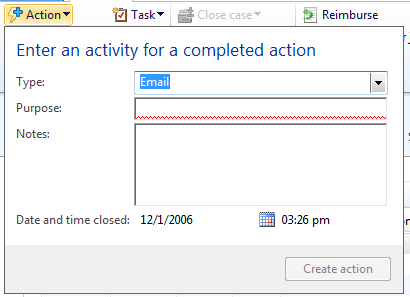 Action Task Close case Reimburse
Enter an activity for a completed action
Type: Email
Purpose:
Notes:
Date and time closed: 12/1/2006 03:26 pm
Create action